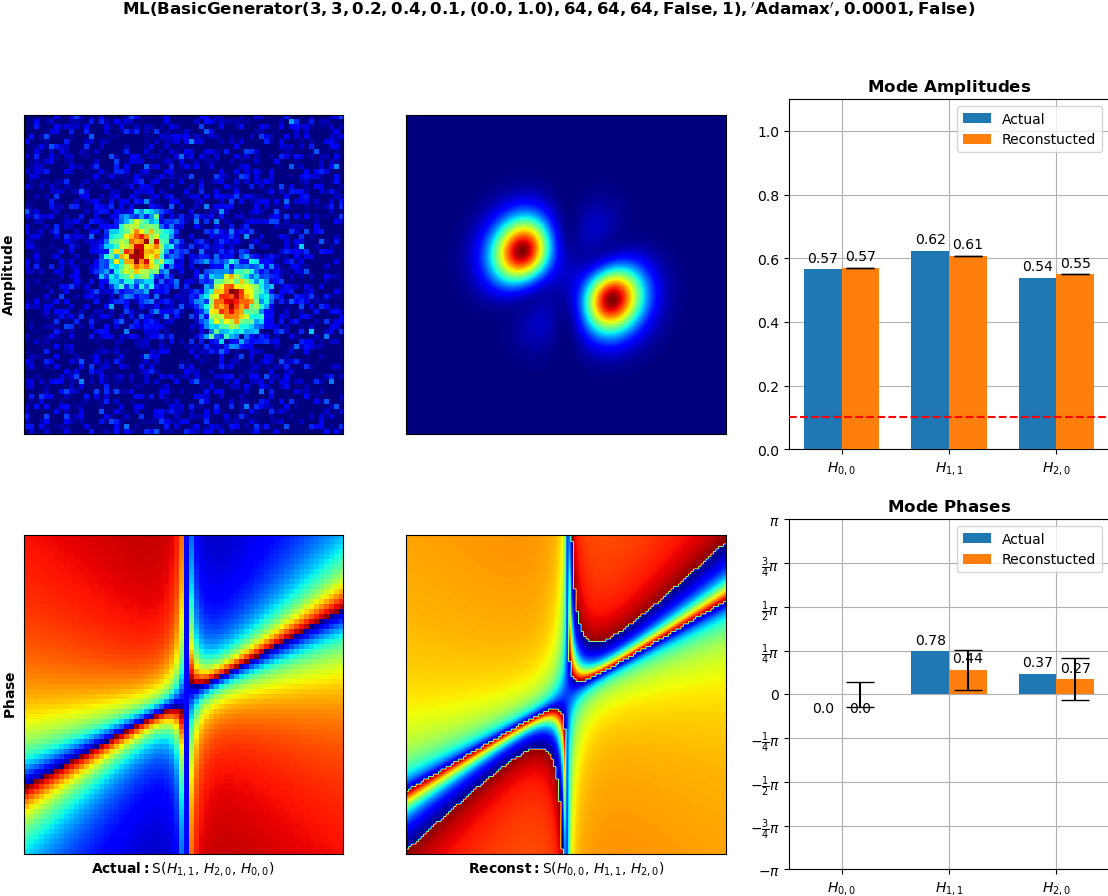 ML(BasicGenerator(3, 3, 0.2, 0.4, 0.1, (0.0, 1.0), 64, 64, 64, False, 1), ′Adamax′, 0.0001, False)
Amplitude
Mode Amplitudes
Actual
Reconstucted
1.0
0.8
0.6
0.4
0.2
0.0
0.57 0.57
0.62 0.61
0.54 0.55
H0,0 H1,1 H2,0
Phase
Actual: S(H1,1, H2,0, H0,0)
Reconst: S(H0,0, H1,1, H2,0)
Mode Phases
Actual
Reconstucted
π
3/4π
1/2π
1/4π
0
−1/4π
−1/2π
−3/4π
−π
0.0 0.0
0.78 0.44
0.37 0.27
H0,0 H1,1 H2,0